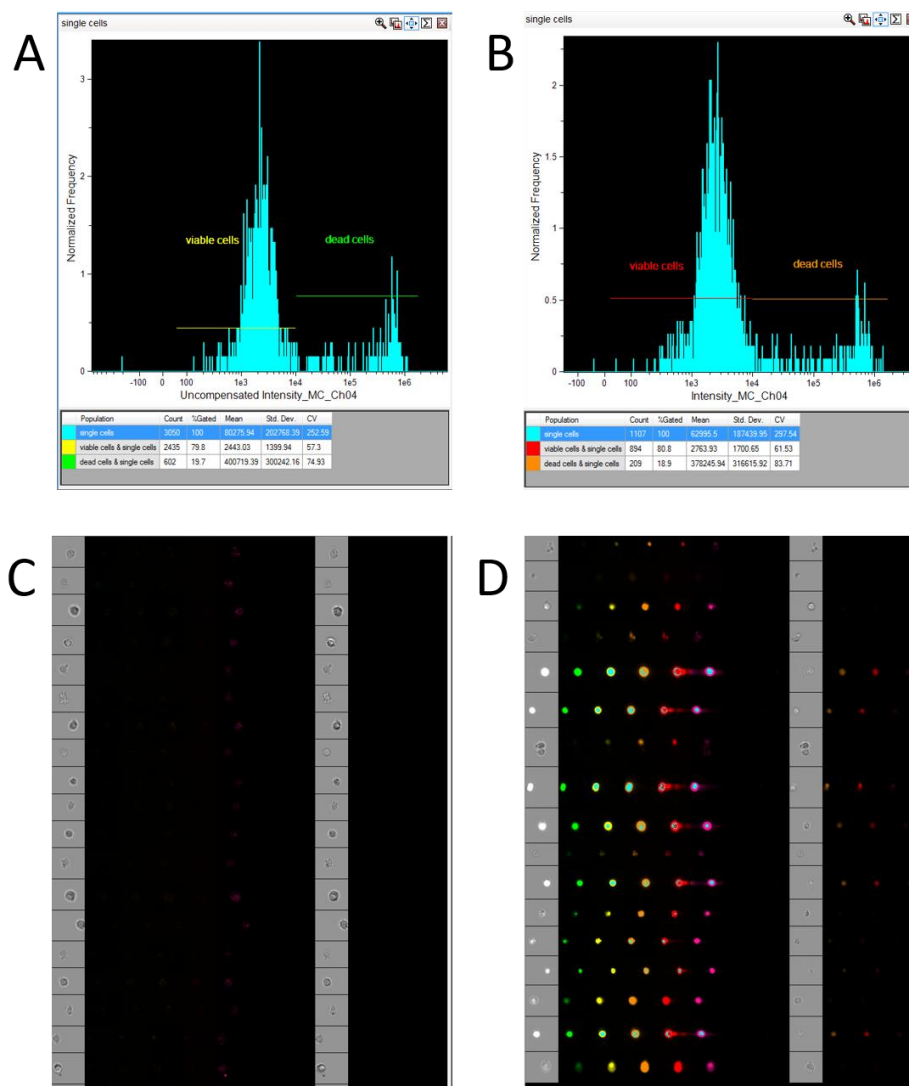 A
single cells
Normalized Frequency
3
2
1
0
viable cells
dead cells
-100
0
100
1e3
1e4
1e5
1e6
Uncompensated Intensity_MC_Ch04
Population Count %Gated Mean Std. Dev. CV
single cells 3050 100 80275.94 202768.39 252.59
viable cells & single cells 2435 79.8 2443.03 1399.94 57.3
dead cells & single cells 602 19.7 400719.39 300242.16 74.93
B
single cells
Normalized Frequency
2
1.5
1
0.5
0
viable cells
dead cells
-100
0
100
1e3
1e4
1e5
1e6
Intensity_MC_Ch04
Population Count %Gated Mean Std. Dev. CV
single cells 1107 100 62995.5 187439.95 297.54
viable cells & single cells 894 80.8 2763.93 1700.65 61.53
dead cells & single cells 209 18.9 378245.94 316615.92 83.71
C
D